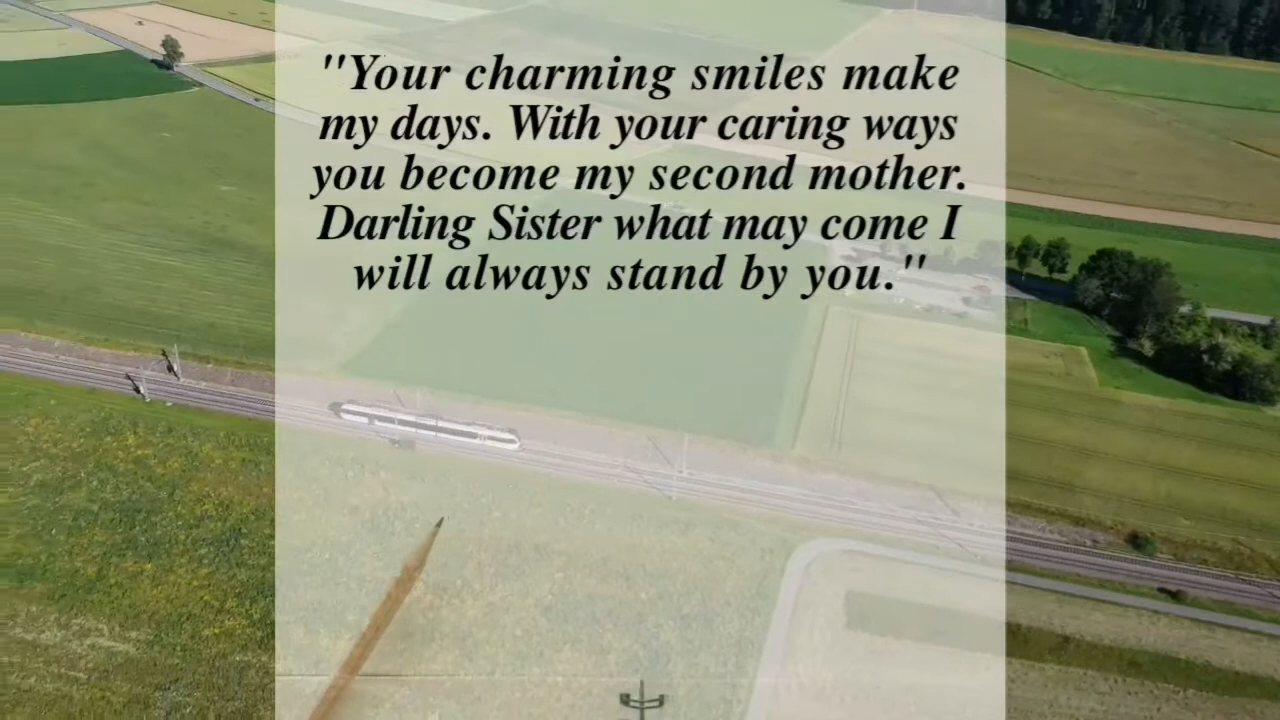 "Your charming smiles make
my days. With your caring ways
you become my second mother.
Darling Sister what may come I
will always stand by you."